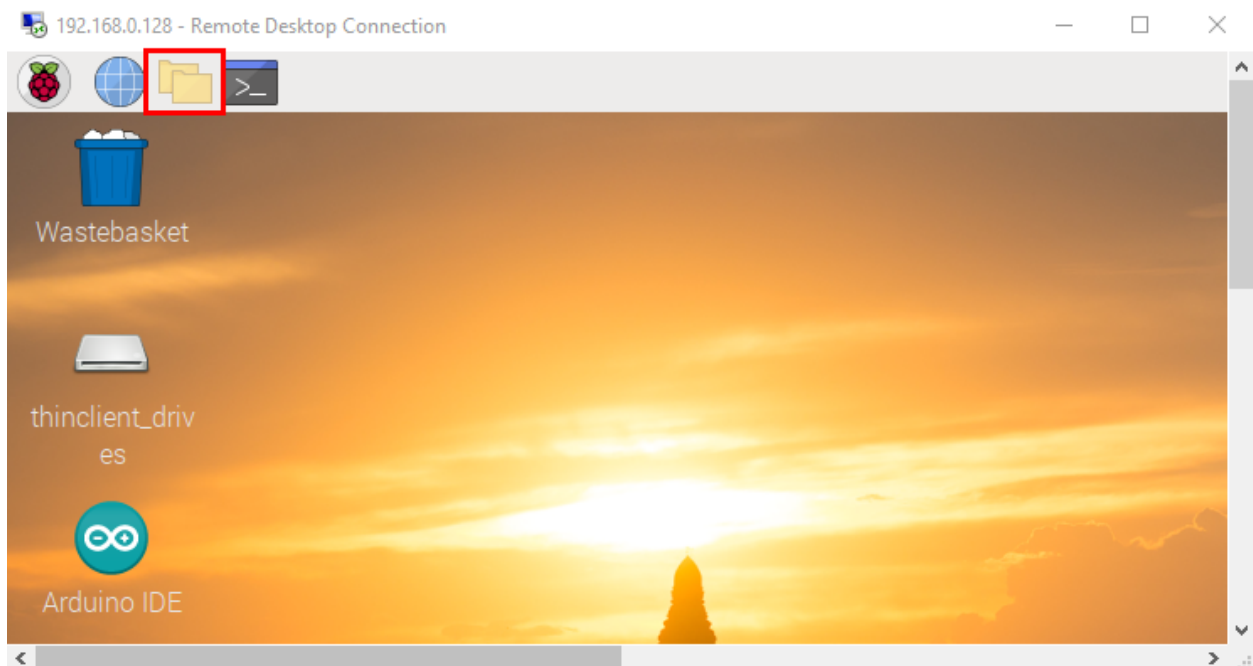 192.168.0.128 - Remote Desktop Connection
>_
Wastebasket
thinclient_driv
es
Arduino IDE